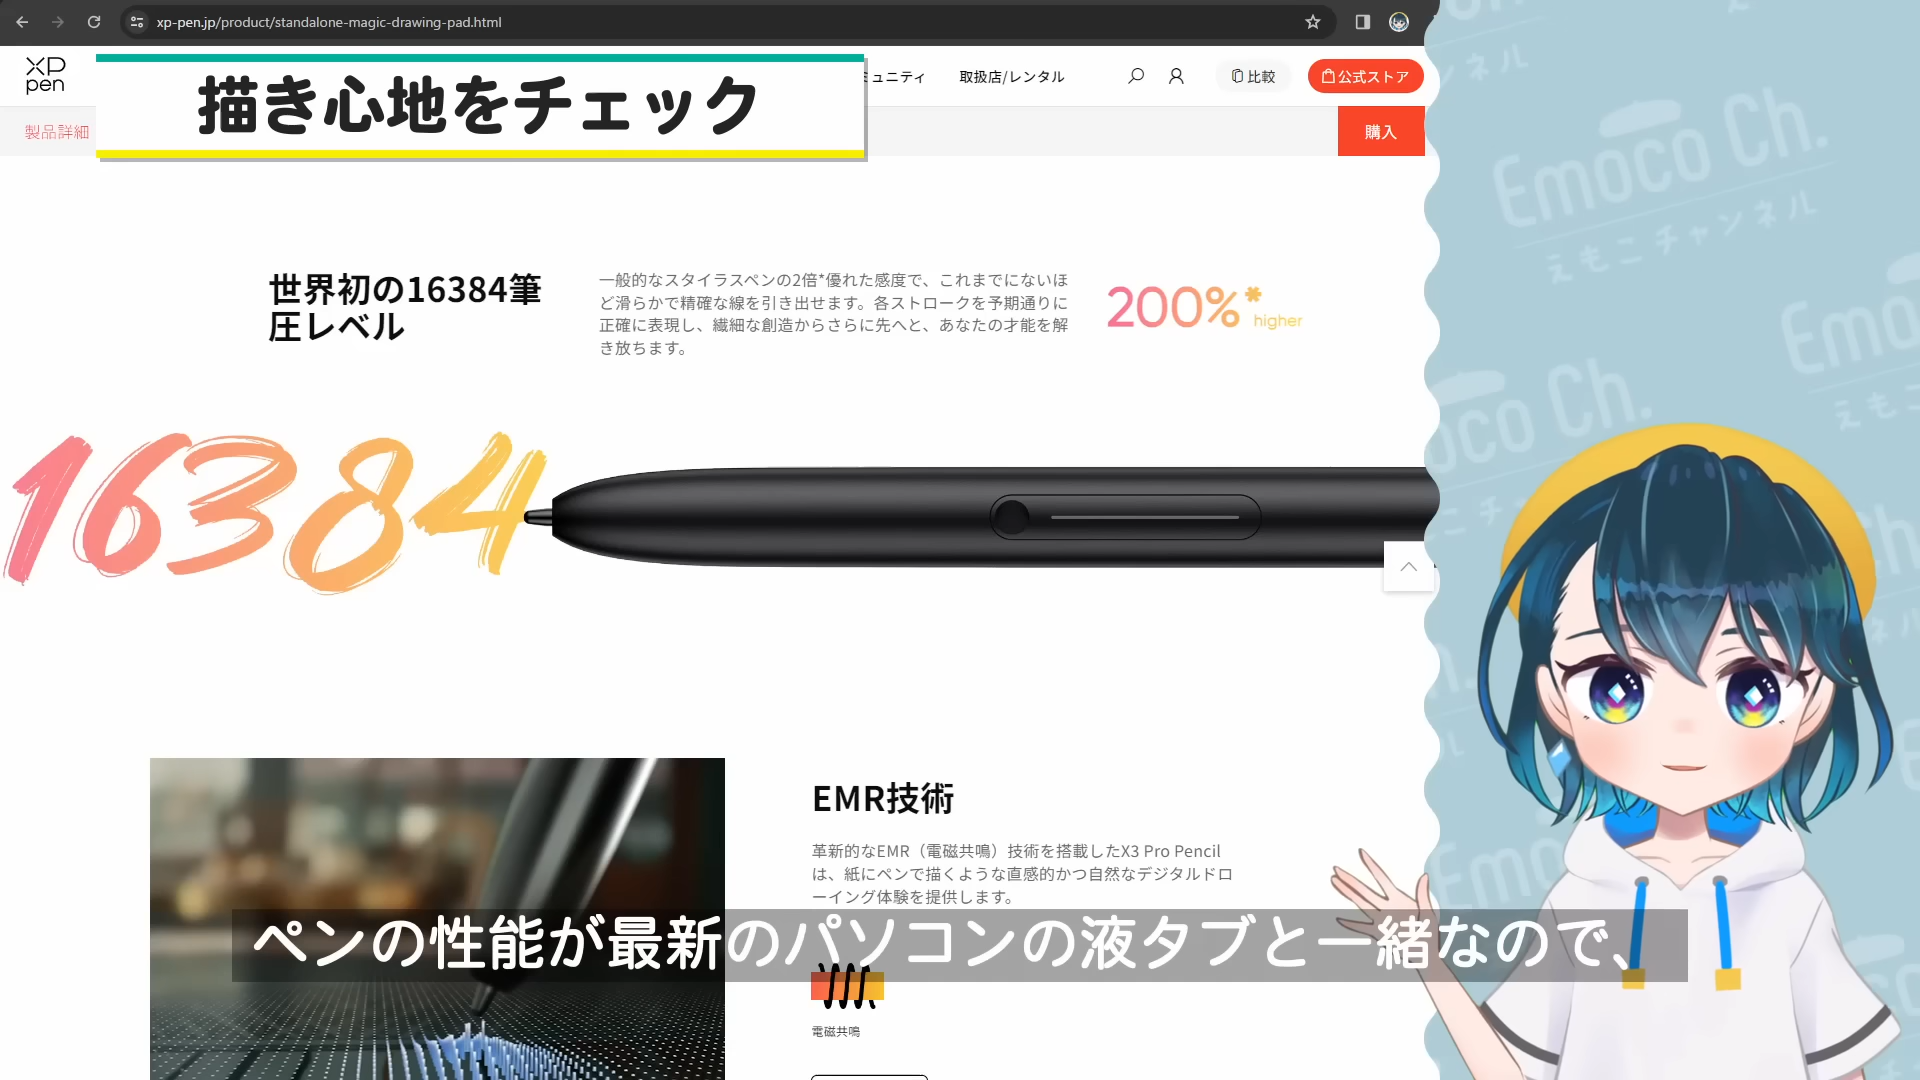 xp-pen.jp/product/standalone-magic-drawing-pad.html
XP
pen
描き心地をチェック
ミュニティ
取扱店/レンタル
比較
公式ストア
製品詳細
購入
世界初の16384筆
圧レベル
一般的なスタイラスペンの2倍*優れた感度で、これまでにないほ
ど滑らかで精確な線を引き出せます。各ストロークを予期通りに
正確に表現し、繊細な創造からさらに先へと、あなたの才能を解
き放ちます。
200%*
higher
16384
EMR技術
革新的なEMR（電磁共鳴）技術を搭載したX3 Pro Pencil
は、紙にペンで描くような直感的かつ自然なデジタルドロ
ーイング体験を提供します。
ペンの性能が最新のパソコンの液タブと一緒なので、
電磁共鳴
Emoco Ch.
えもこチャンネル